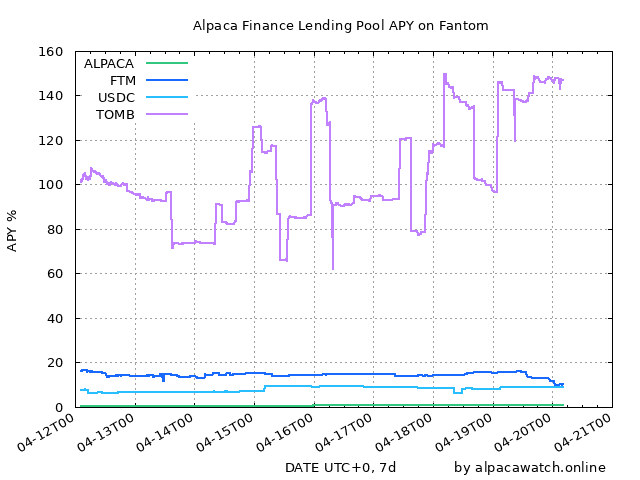 Alpaca Finance Lending Pool APY on Fantom
160
140
120
100
80
60
40
20
0
APY %
ALPACA
FTM
USDC
TOMB
04-12T00
04-13T00
04-14T00
04-15T00
04-16T00
04-17T00
04-18T00
04-19T00
04-20T00
04-21T00
DATE UTC+0, 7d
by alpacawatch.online